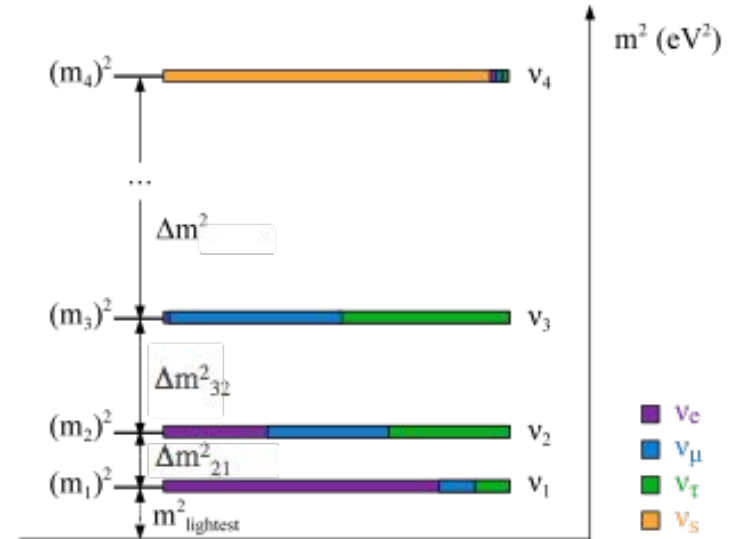 m² (eV²)
(m₄)² ν₄
...
Δm²
(m₃)² ν₃
Δm²₃₂
(m₂)² ν₂
Δm²₂₁
(m₁)² ν₁
m²lightest
νe
νμ
ντ
νs